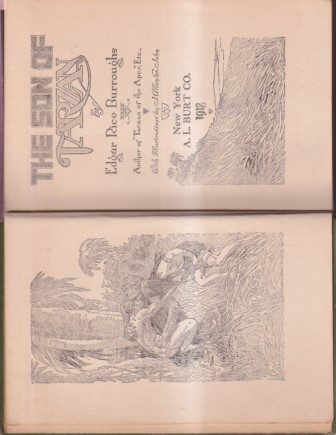 THE SON OF
TARZAN
BY
Edgar Rice Burroughs
Author of "Tarzan of the Apes", Etc.
With Illustrations by J. Allen St. John
New York
A. L. BURT CO.
1918